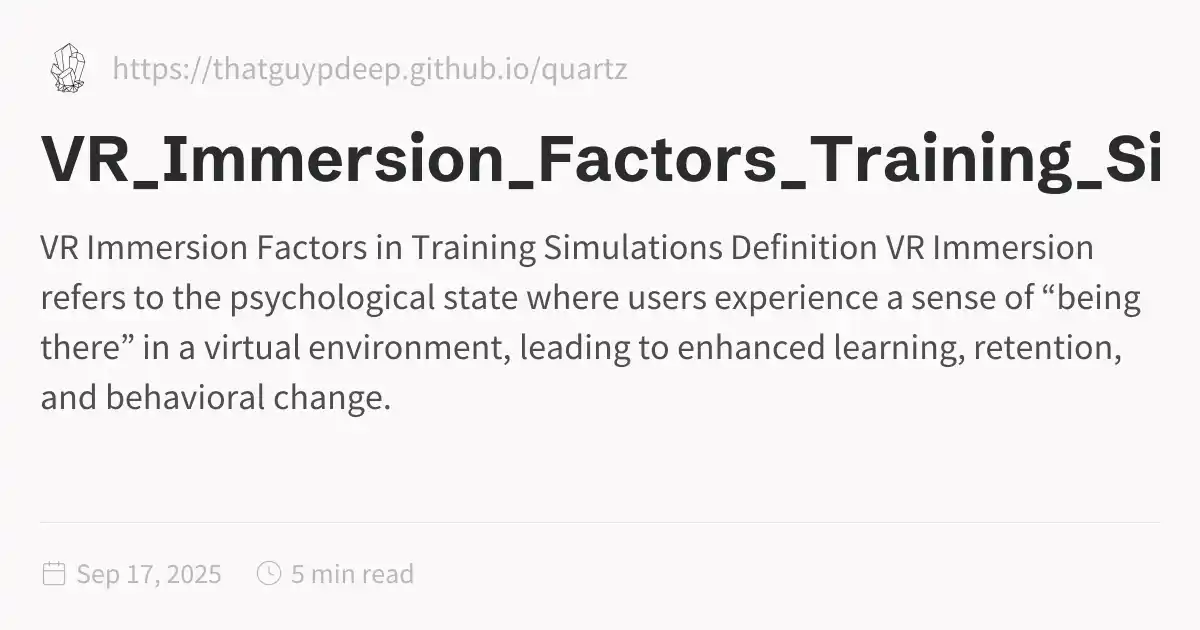 https://thatguypdeep.github.io/quartz
VR_Immersion_Factors_Training_Si
VR Immersion Factors in Training Simulations Definition VR Immersion
refers to the psychological state where users experience a sense of “being
there” in a virtual environment, leading to enhanced learning, retention,
and behavioral change.
Sep 17, 2025 5 min read